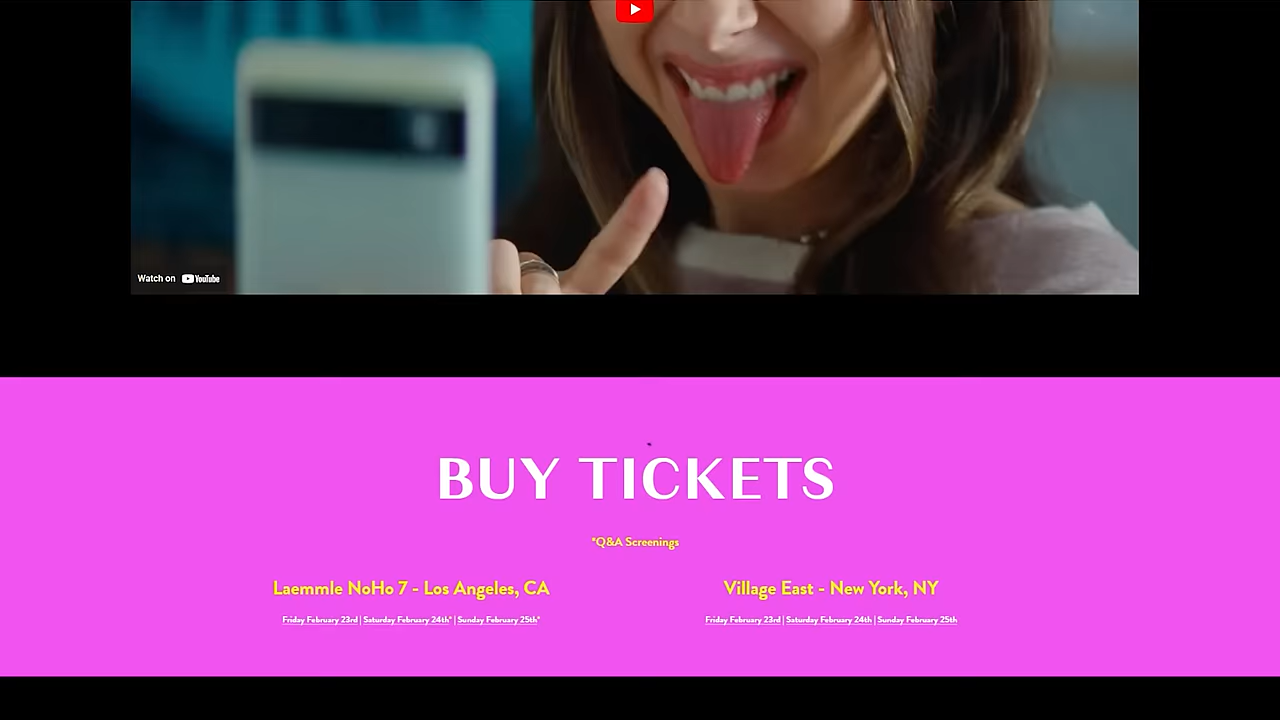 Watch on YouTube
BUY TICKETS
*Q&A Screenings
Laemmle NoHo 7 - Los Angeles, CA
Friday February 23rd | Saturday February 24th* | Sunday February 25th*
Village East - New York, NY
Friday February 23rd | Saturday February 24th | Sunday February 25th